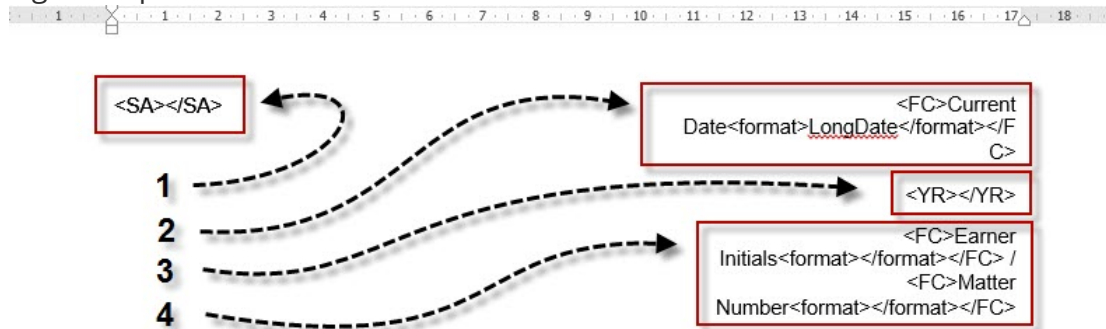 1 1 2 3 4 5 6 7 8 9 10 11 12 13 14 15 16 17 18
<SA></SA>
<FC>Current
Date<format>LongDate</format></F
C>
1
<YR></YR>
2
<FC>Earner
Initials<format></format></FC> /
3
<FC>Matter
Number<format></format></FC>
4